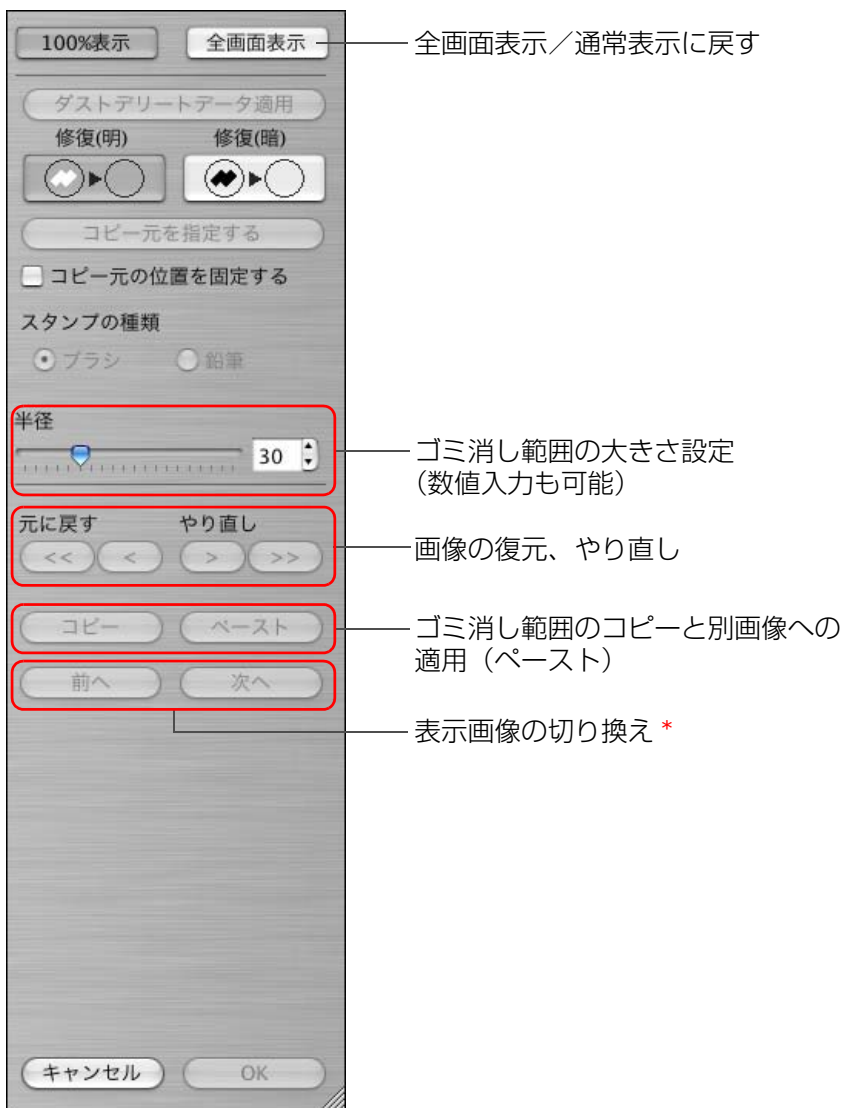 100%表示 全画面表示 全画面表示／通常表示に戻す
ダストデリートデータ適用
修復(明) 修復(暗)
コピー元を指定する
コピー元の位置を固定する
スタンプの種類
ブラシ 鉛筆
半径
30
ゴミ消し範囲の大きさ設定
（数値入力も可能）
元に戻す やり直し
<< < > >>
画像の復元、やり直し
コピー ペースト
ゴミ消し範囲のコピーと別画像への
適用（ペースト）
前へ 次へ
表示画像の切り換え *
キャンセル OK